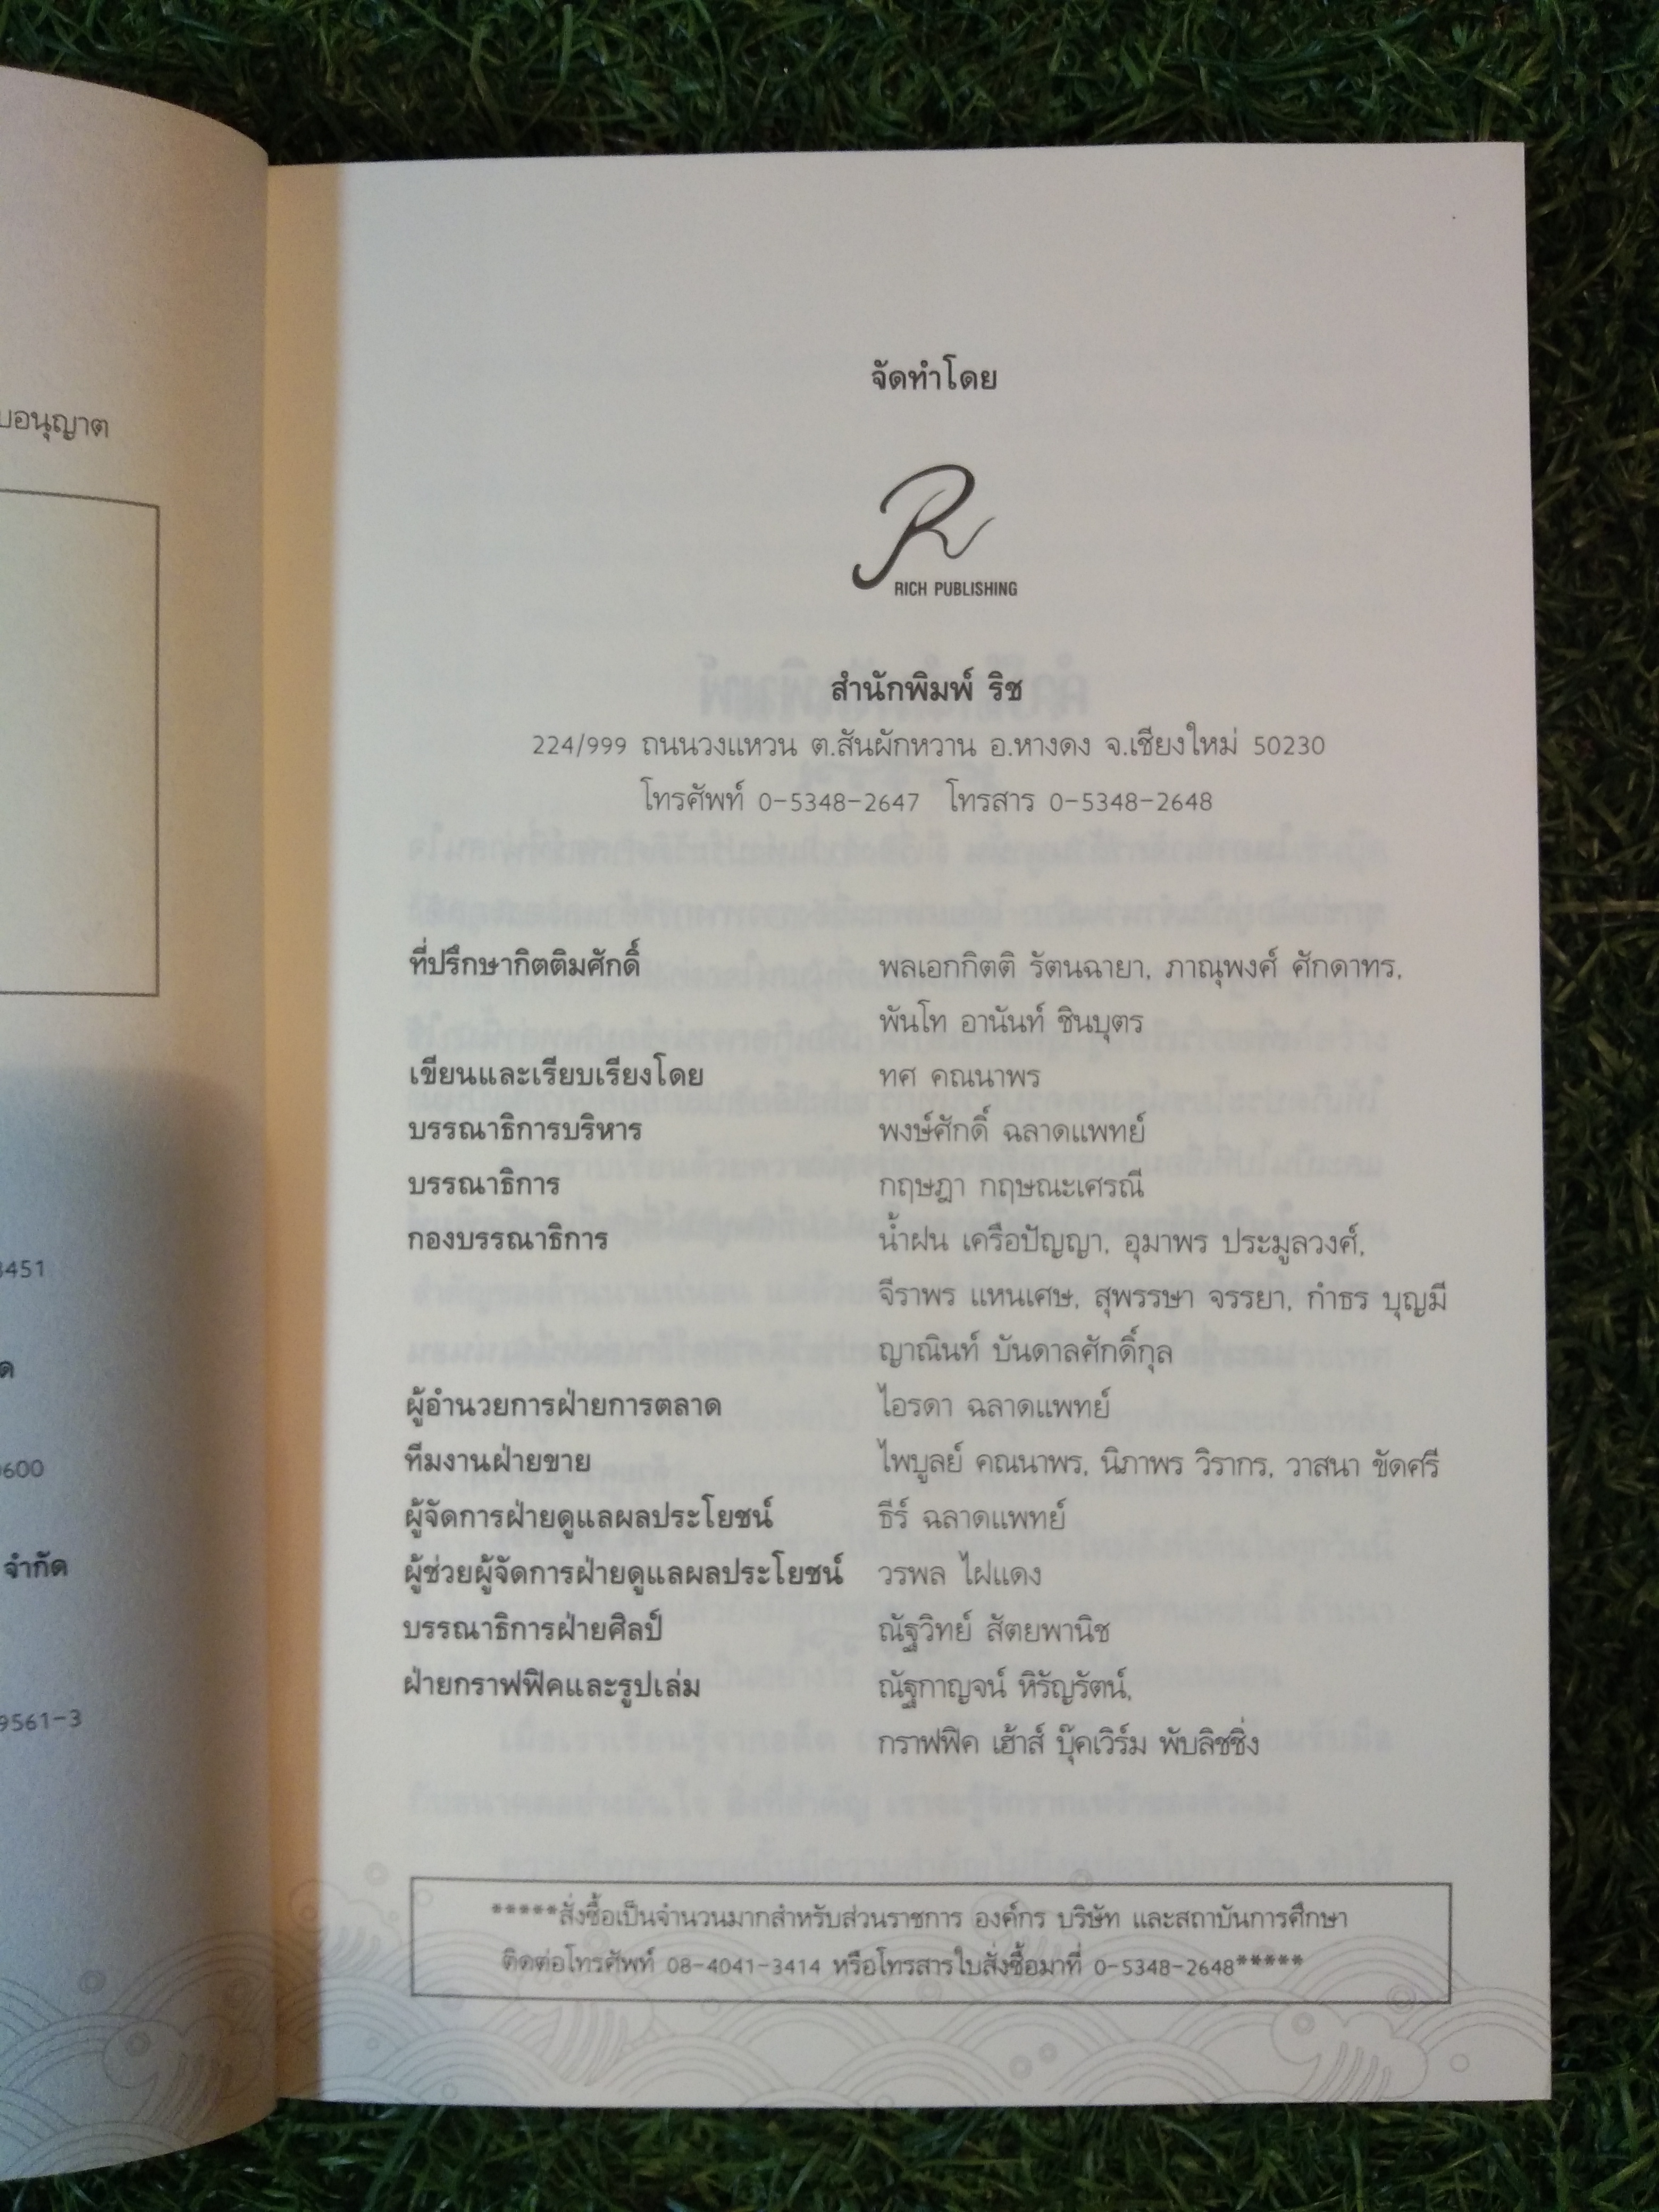 บอนุญาต
3451
ด
0600
จำกัด
9561-3
จัดทำโดย
RICH PUBLISHING
สำนักพิมพ์ ริช
224/999 ถนนวงแหวน ต.สันผักหวาน อ.หางดง จ.เชียงใหม่ 50230
โทรศัพท์ 0-5348-2647 โทรสาร 0-5348-2648
ที่ปรึกษากิตติมศักดิ์ พลเอกกิตติ รัตนฉายา, ภาณุพงศ์ ศักดาทร,
พันโท อานันท์ ชินบุตร
เขียนและเรียบเรียงโดย ทศ คณนาพร
บรรณาธิการบริหาร พงษ์ศักดิ์ ฉลาดแพทย์
บรรณาธิการ กฤษฎา กฤษณะเศรณี
กองบรรณาธิการ น้ำฝน เครือปัญญา, อุมาพร ประมูลวงศ์,
จีราพร แหนเศษ, สุพรรษา จรรยา, กำธร บุญมี
ญาณินท์ บันดาลศักดิ์กุล
ผู้อำนวยการฝ่ายการตลาด ไอรดา ฉลาดแพทย์
ทีมงานฝ่ายขาย ไพบูลย์ คณนาพร, นิภาพร วิรากร, วาสนา ขัดศรี
ผู้จัดการฝ่ายดูแลผลประโยชน์ ธีร์ ฉลาดแพทย์
ผู้ช่วยผู้จัดการฝ่ายดูแลผลประโยชน์ วรพล ไฝแดง
บรรณาธิการฝ่ายศิลป์ ณัฐวิทย์ สัตยพานิช
ฝ่ายกราฟฟิคและรูปเล่ม ณัฐกาญจน์ หิรัญรัตน์,
กราฟฟิค เฮ้าส์ บุ๊คเวิร์ม พับลิชชิ่ง
*****สั่งซื้อเป็นจำนวนมากสำหรับส่วนราชการ องค์กร บริษัท และสถาบันการศึกษา
ติดต่อโทรศัพท์ 08-4041-3414 หรือโทรสารใบสั่งซื้อมาที่ 0-5348-2648*****